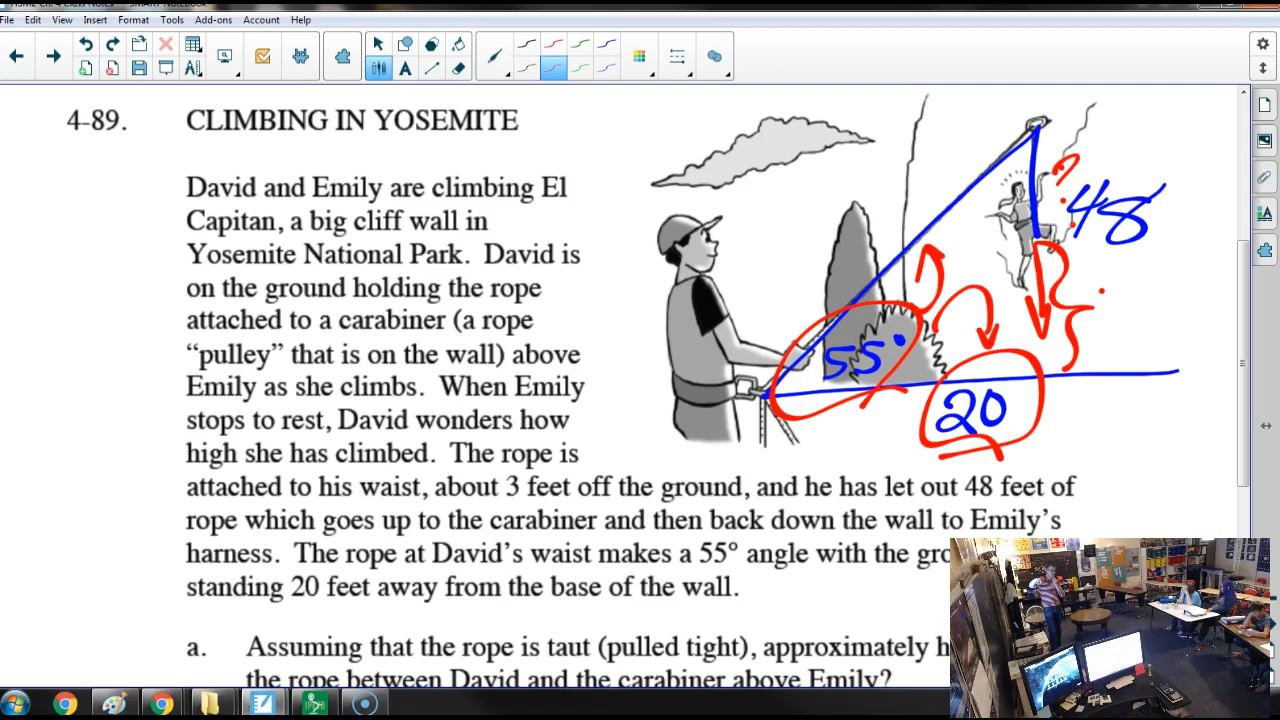 File Edit View Insert Format Tools Add-ons Account Help
4-89. CLIMBING IN YOSEMITE
David and Emily are climbing El
Capitan, a big cliff wall in
Yosemite National Park. David is
on the ground holding the rope
attached to a carabiner (a rope
“pulley” that is on the wall) above
Emily as she climbs. When Emily
stops to rest, David wonders how
high she has climbed. The rope is
attached to his waist, about 3 feet off the ground, and he has let out 48 feet of
rope which goes up to the carabiner and then back down the wall to Emily’s
harness. The rope at David’s waist makes a 55° angle with the
standing 20 feet away from the base of the wall.
a. Assuming that the rope is taut (pulled tight), approximately
the rope between David and the carabiner above Emily?
?
48'
55°
20